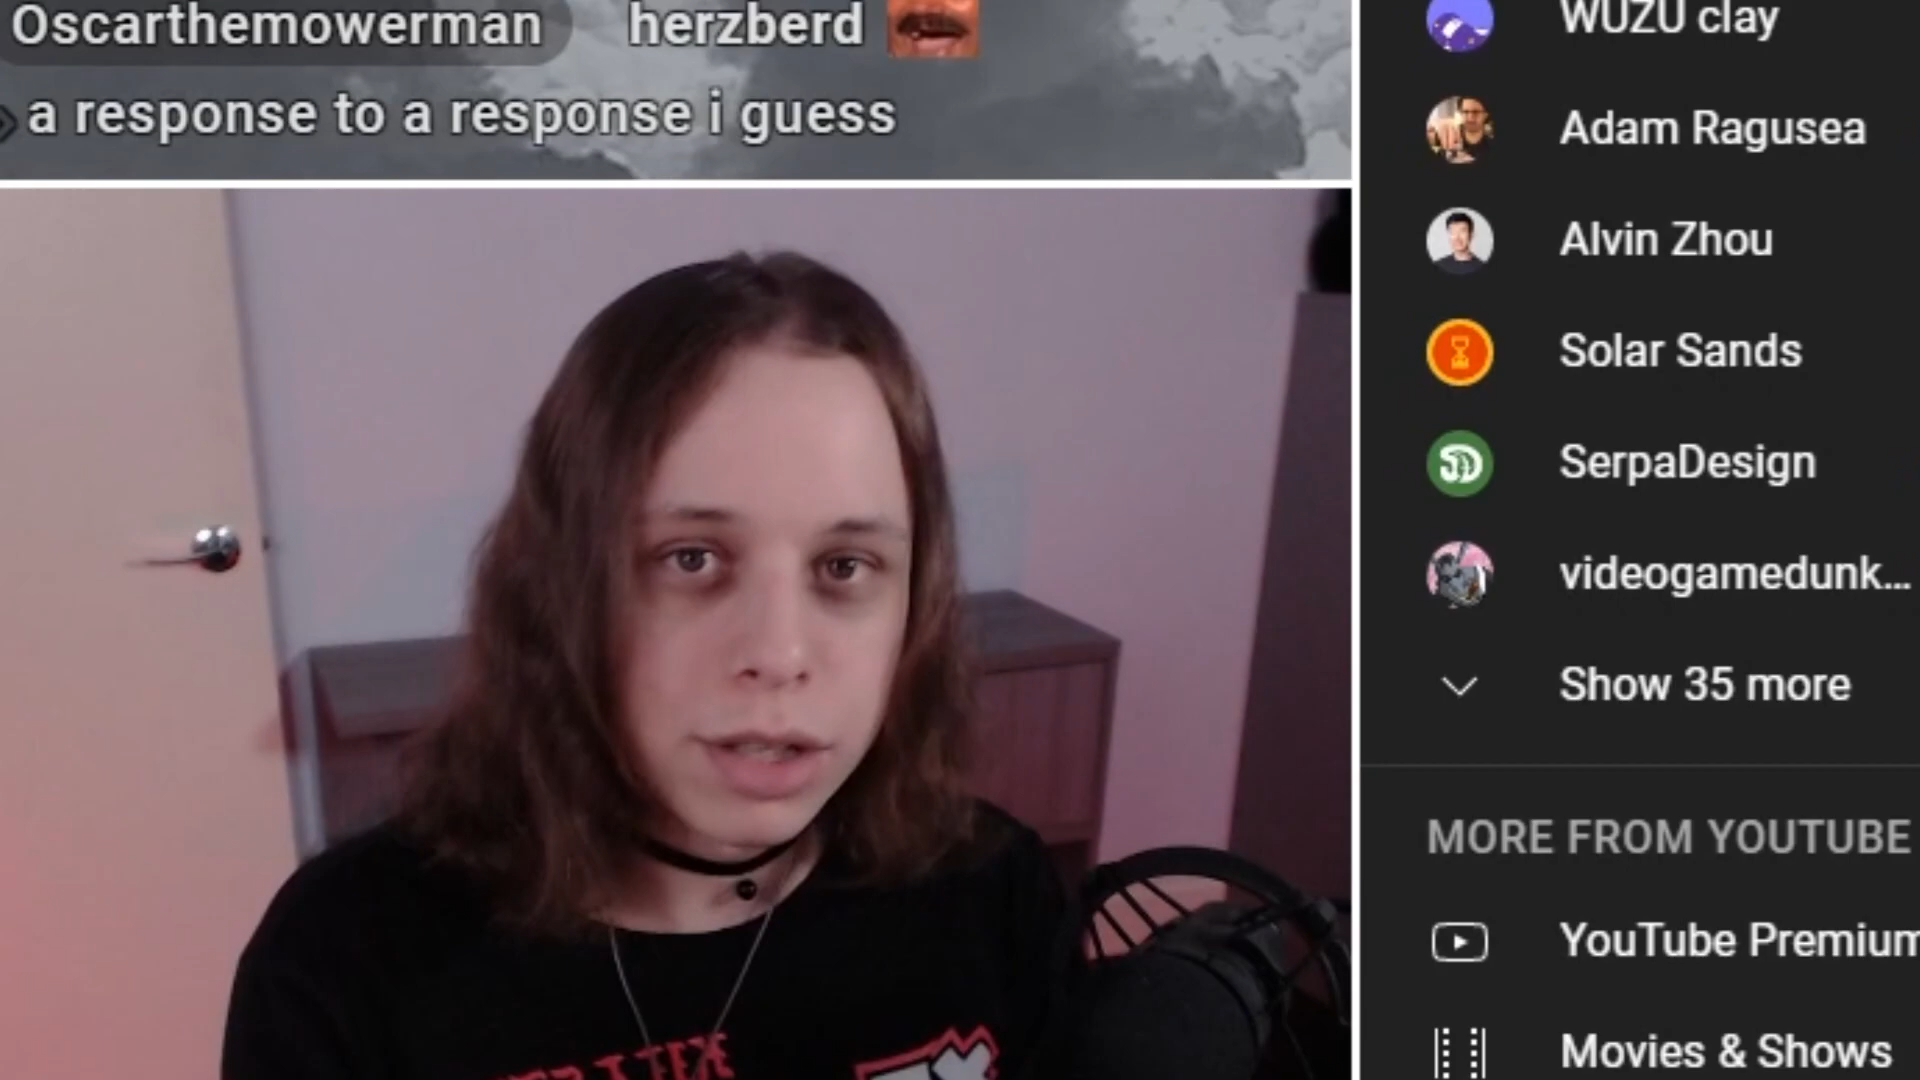 Oscarthemowerman herzberd
a response to a response i guess
WUZU clay
Adam Ragusea
Alvin Zhou
Solar Sands
SerpaDesign
videogamedunk...
Show 35 more
MORE FROM YOUTUBE
YouTube Premium
Movies & Shows